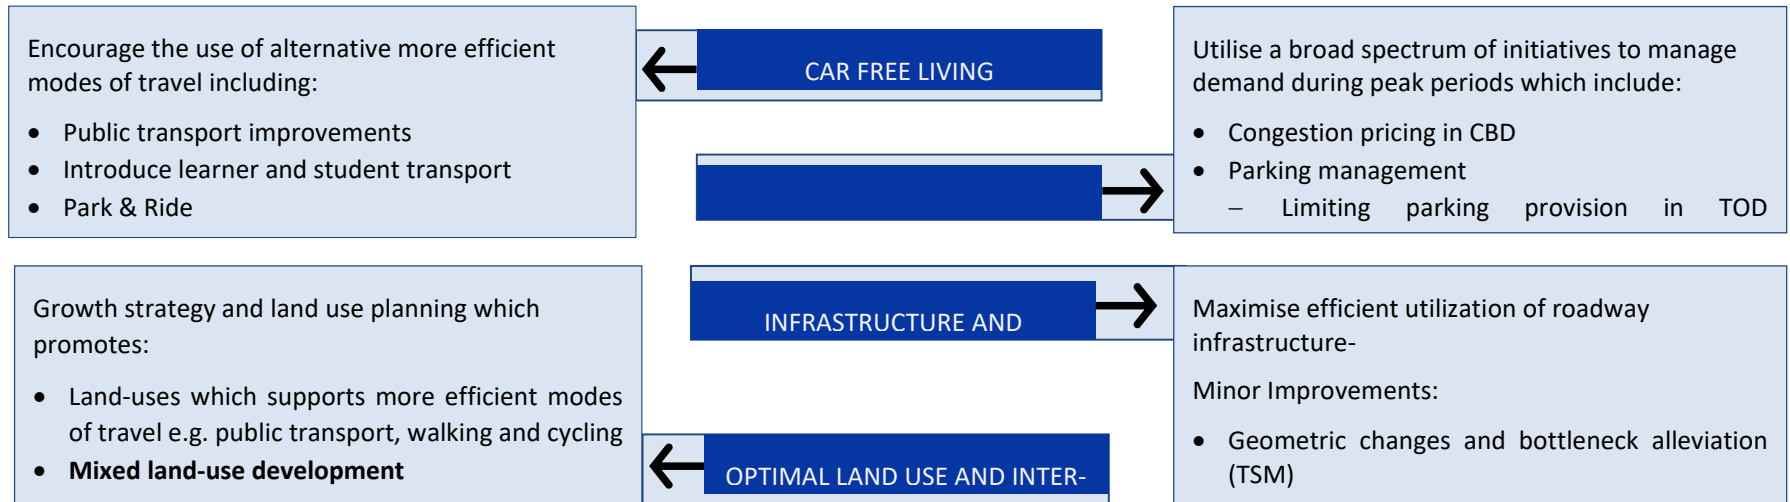 Encourage the use of alternative more efficient
modes of travel including:
• Public transport improvements
• Introduce learner and student transport
• Park & Ride
CAR FREE LIVING
Utilise a broad spectrum of initiatives to manage
demand during peak periods which include:
• Congestion pricing in CBD
• Parking management
– Limiting parking provision in TOD
Growth strategy and land use planning which
promotes:
• Land-uses which supports more efficient modes
of travel e.g. public transport, walking and cycling
• Mixed land-use development
INFRASTRUCTURE AND
OPTIMAL LAND USE AND INTER-
Maximise efficient utilization of roadway
infrastructure-
Minor Improvements:
• Geometric changes and bottleneck alleviation
(TSM)